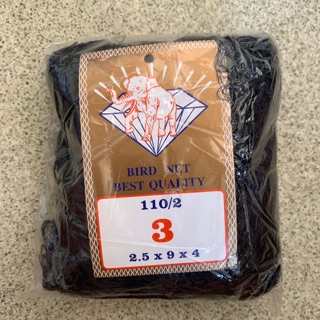 BIRD NET
BEST QUALITY
110/2
3
2.5 x 9 x 4